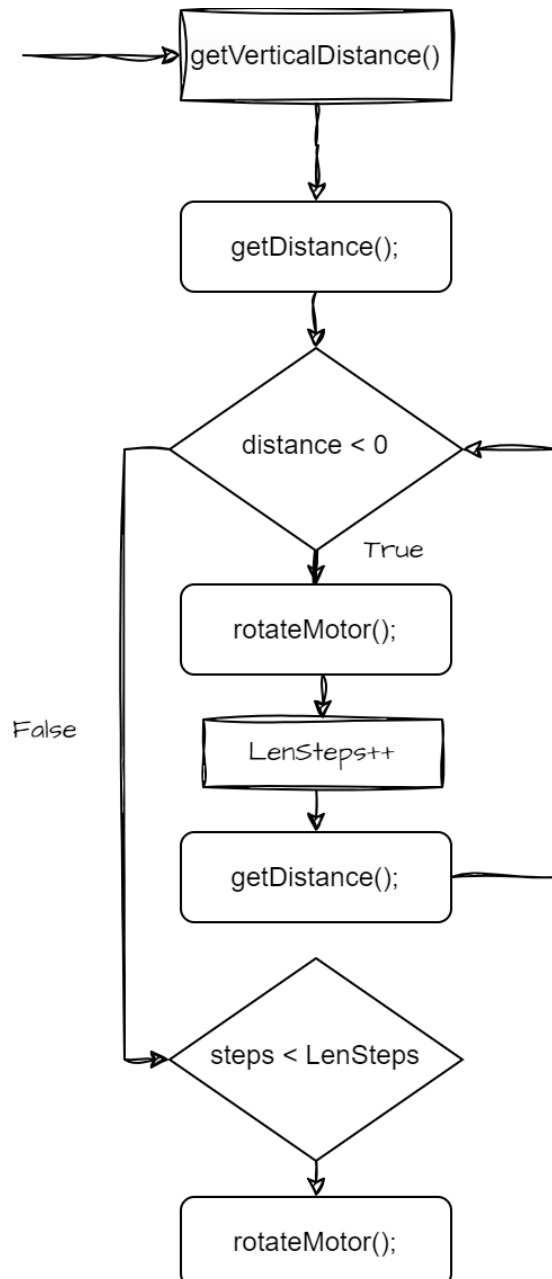 getVerticalDistance()
getDistance();
distance < 0
True
rotateMotor();
False
LenSteps++
getDistance();
steps < LenSteps
rotateMotor();